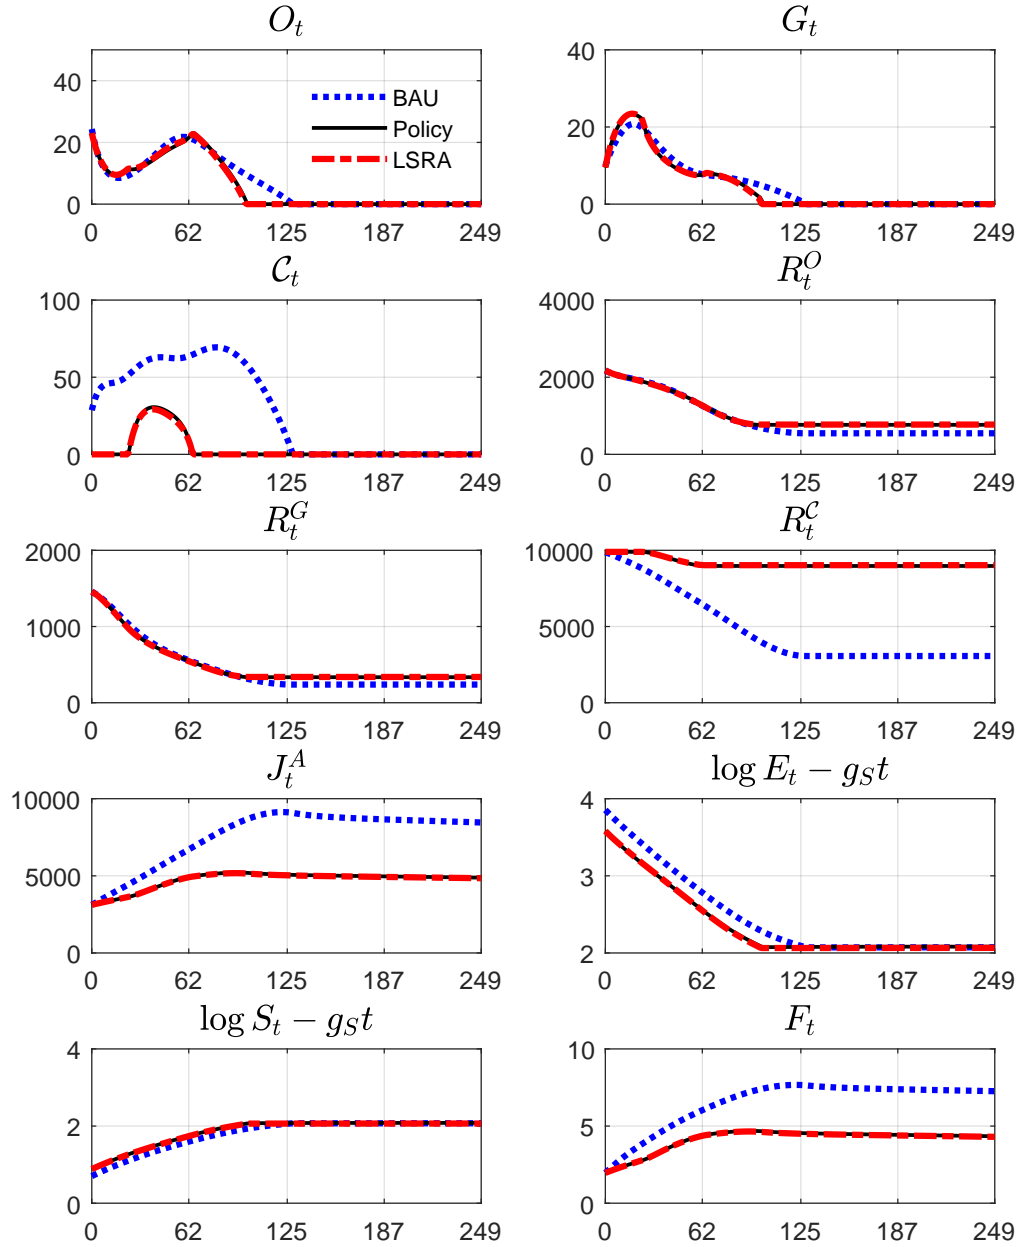 O_t
G_t
40
20
0
0 62 125 187 249
BAU
Policy
LSRA
40
20
0
0 62 125 187 249
𝒞_t
R_t^O
100
50
0
0 62 125 187 249
4000
2000
0
0 62 125 187 249
R_t^G
R_t^𝒞
2000
1000
0
0 62 125 187 249
10000
5000
0
0 62 125 187 249
J_t^A
log E_t − g_S t
10000
5000
0
0 62 125 187 249
4
3
2
0 62 125 187 249
log S_t − g_S t
F_t
4
2
0
0 62 125 187 249
10
5
0
0 62 125 187 249